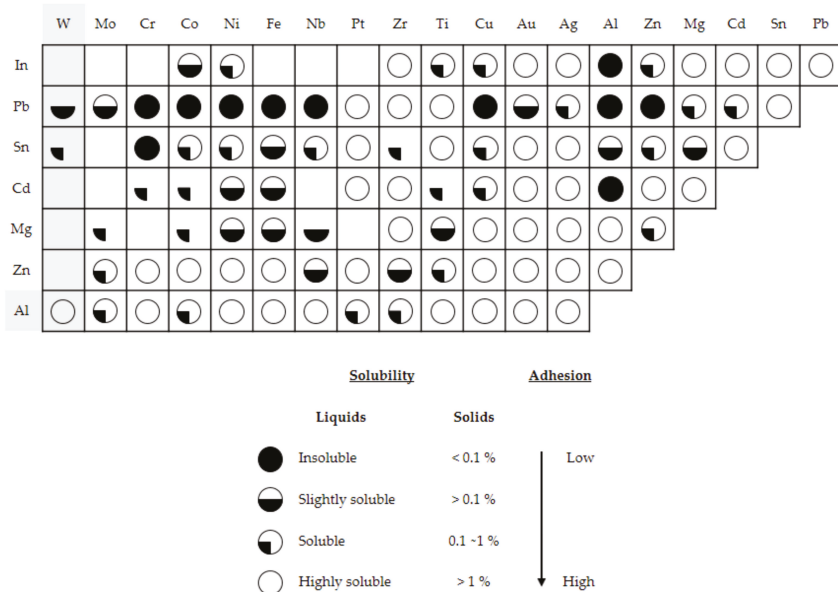 W Mo Cr Co Ni Fe Nb Pt Zr Ti Cu Au Ag Al Zn Mg Cd Sn Pb
In
Pb
Sn
Cd
Mg
Zn
Al
Solubility Adhesion
Liquids Solids
Insoluble < 0.1 % Low
Slightly soluble > 0.1 %
Soluble 0.1 ~1 %
Highly soluble > 1 % High